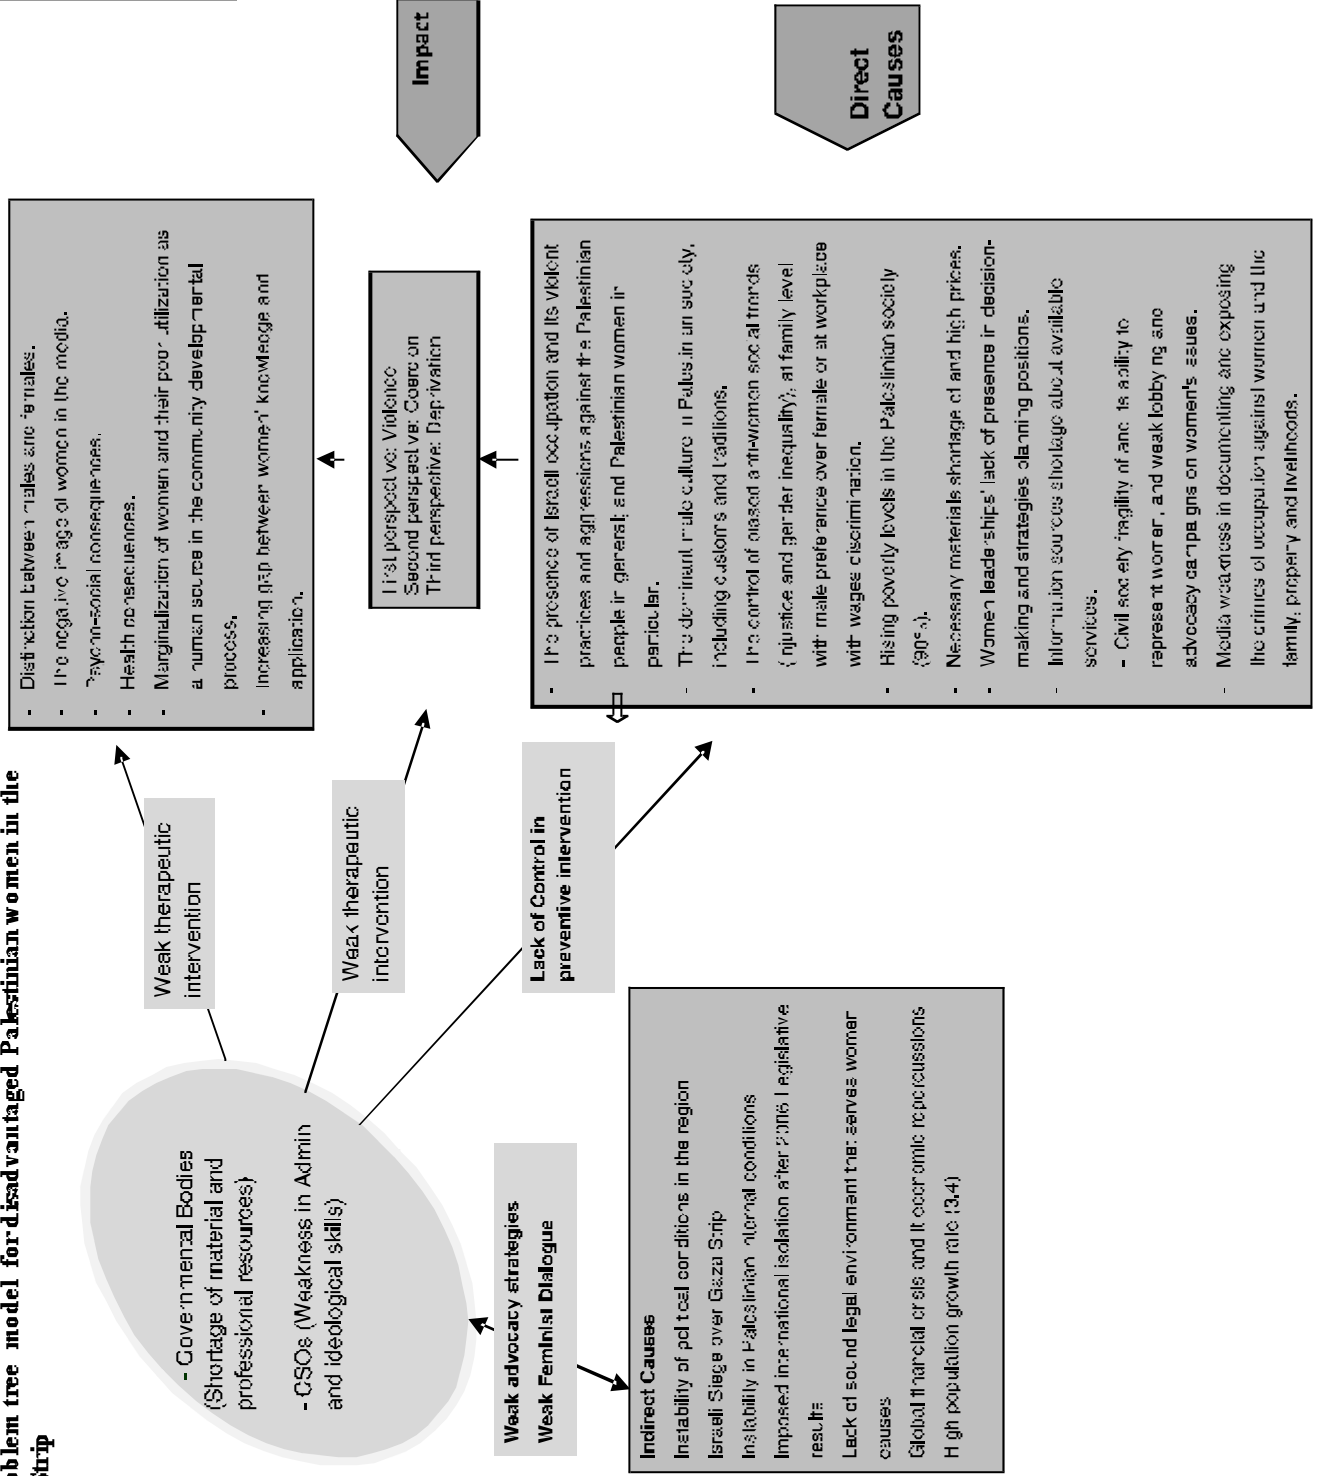 oblem tree model for disadvantaged Palestinian women in the
Strip
- Governmental Bodies
(Shortage of material and
professional resources)
- CSOs (Weakness in Admin
and ideological skills)
Weak therapeutic
intervention
Weak therapeutic
intervention
Lack of Control in
preventive intervention
Weak advocacy strategies
Weak Feminist Dialogue
- Distinction between males and females.
- The negative image of women in the media.
- Psycho-social consequences.
- Health consequences.
- Marginalization of women and their poor utilization as
a human source in the community developmental
process.
- Increasing gap between women' knowledge and
application.
Impact
First perspective: Violence
Second perspective: Coercion
Third perspective: Deprivation
- The presence of Israeli occupation and its violent
practices and aggressions against the Palestinian
people in general; and Palestinian women in
particular.
- The dominant male culture in Palestinian society,
including customs and traditions.
- The control of biased anti-women social trends
(injustice and gender inequality), at family level
with male preference over female or at workplace
with wages discrimination.
- Rising poverty levels in the Palestinian society
(90%).
- Necessary materials shortage of and high prices.
- Women leaderships' lack of presence in decision-
making and strategies planning positions.
- Information sources shortage about available
services.
- Civil society fragility of and its ability to
represent women, and weak lobbying and
advocacy campaigns on women's issues.
- Media weakness in documenting and exposing
the crimes of occupation against women and the
family, property and livelihoods.
Direct
Causes
Indirect Causes
Instability of political conditions in the region
Israeli Siege over Gaza Strip
Instability in Palestinian internal conditions
Imposed international isolation after 2006 Legislative
results
Lack of sound legal environment that serves women
causes
Global financial crisis and it economic repercussions
High population growth rate (3.4)